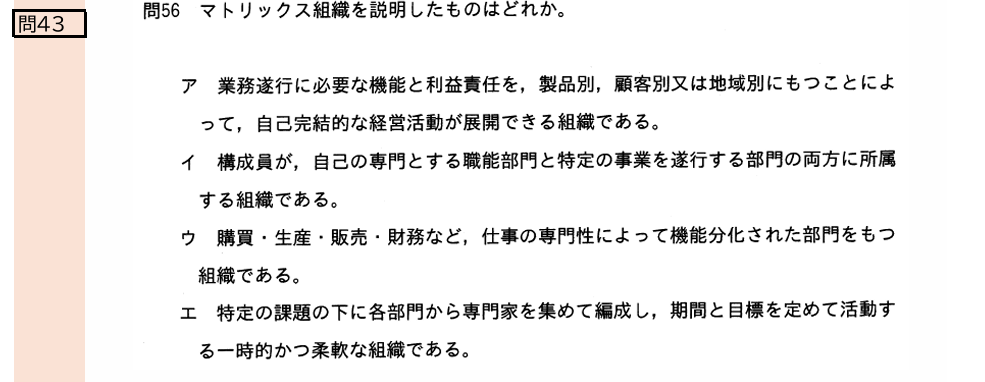 問43
問56 マトリックス組織を説明したものはどれか。
ア 業務遂行に必要な機能と利益責任を，製品別，顧客別又は地域別にもつことによ
って，自己完結的な経営活動が展開できる組織である。
イ 構成員が，自己の専門とする職能部門と特定の事業を遂行する部門の両方に所属
する組織である。
ウ 購買・生産・販売・財務など，仕事の専門性によって機能分化された部門をもつ
組織である。
エ 特定の課題の下に各部門から専門家を集めて編成し，期間と目標を定めて活動す
る一時的かつ柔軟な組織である。